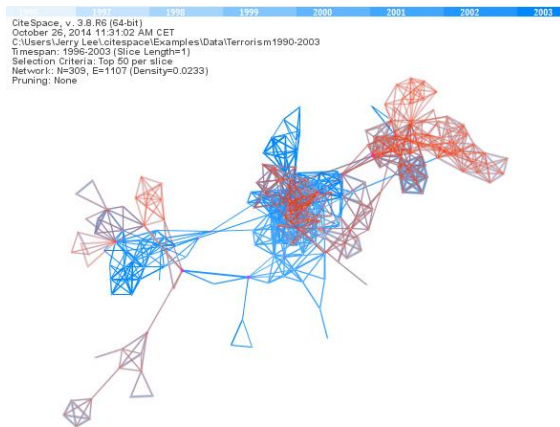 1996 1997 1998 1999 2000 2001 2002 2003
CiteSpace, v. 3.8.R6 (64-bit)
October 26, 2014 11:31:02 AM CET
C:\Users\Jerry Lee\.citespace\Examples\Data\Terrorism1990-2003
Timespan: 1996-2003 (Slice Length=1)
Selection Criteria: Top 50 per slice
Network: N=309, E=1107 (Density=0.0233)
Pruning: None